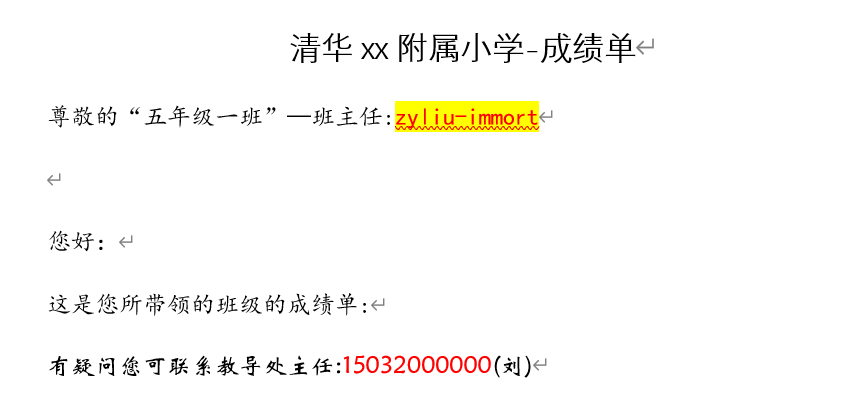 清华 xx 附属小学-成绩单
尊敬的“五年级一班”—班主任:zyliu-immort
您好：
这是您所带领的班级的成绩单:
有疑问您可联系教导处主任:15032000000(刘)